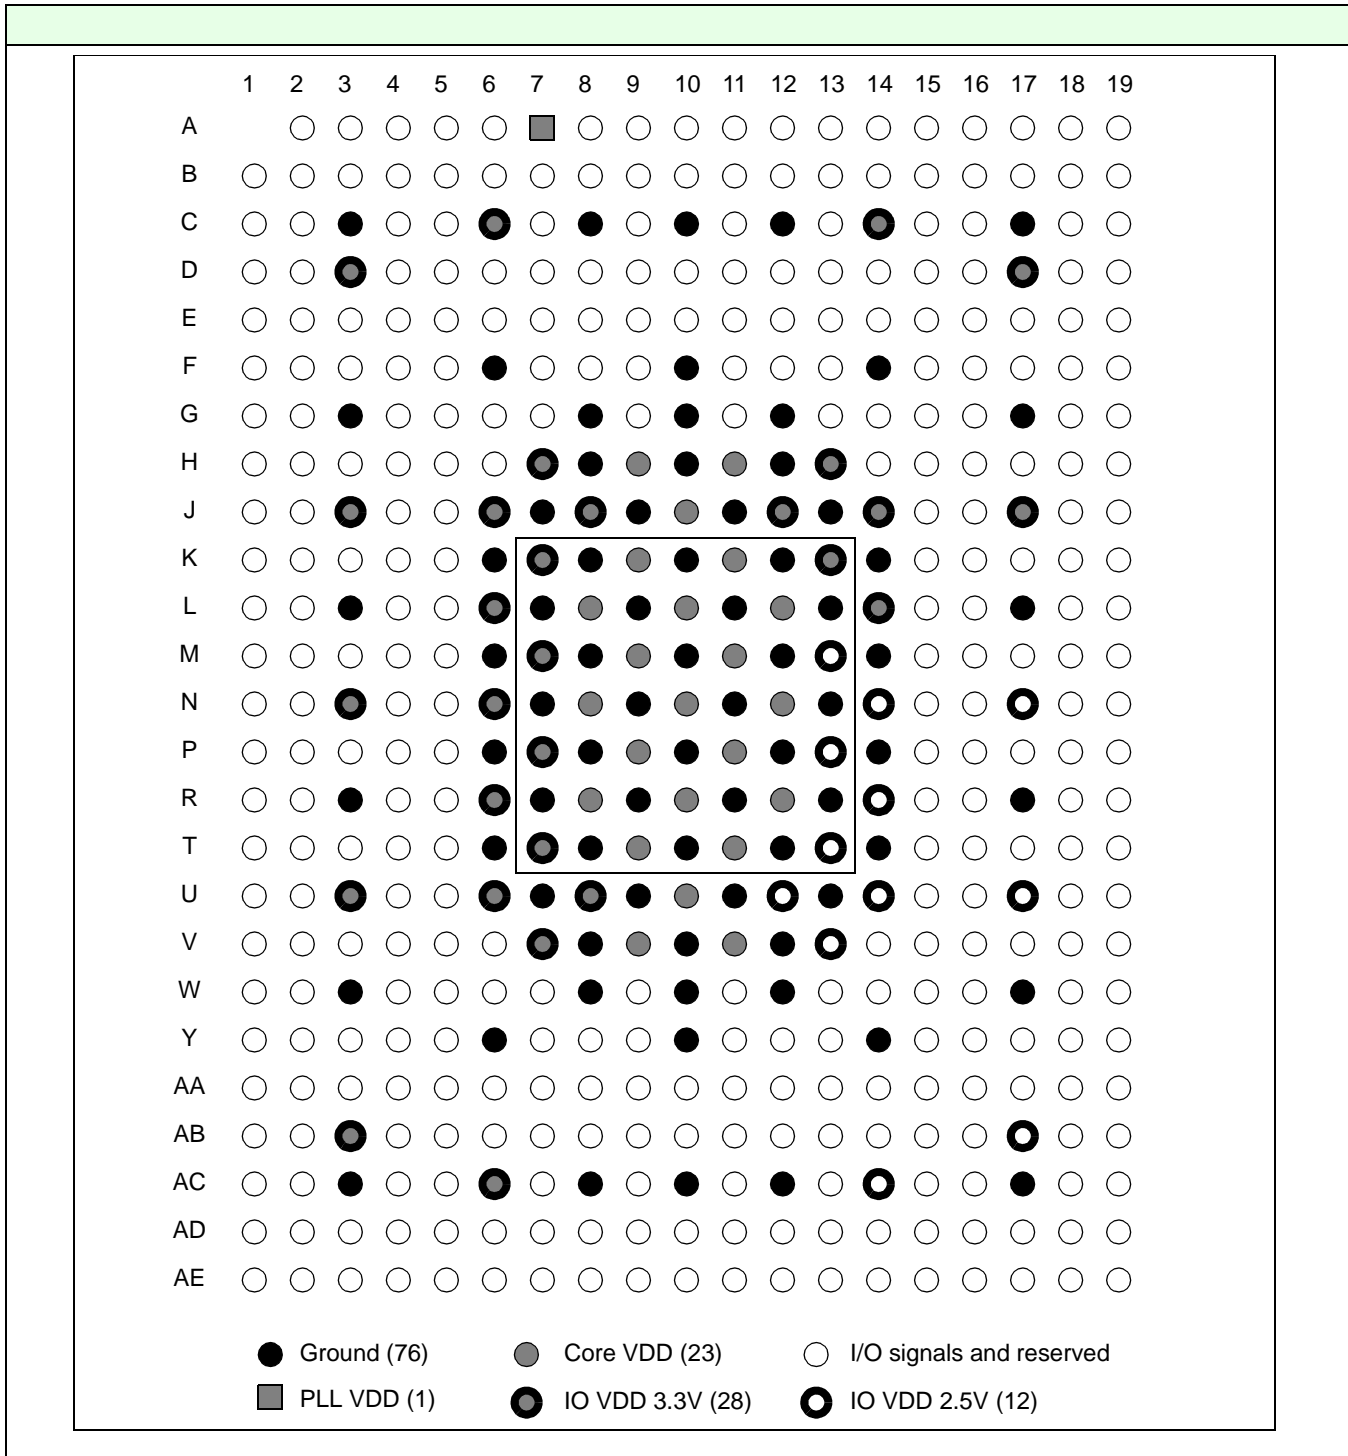 1 2 3 4 5 6 7 8 9 10 11 12 13 14 15 16 17 18 19
A
B
C
D
E
F
G
H
J
K
L
M
N
P
R
T
U
V
W
Y
AA
AB
AC
AD
AE
Ground (76) Core VDD (23) I/O signals and reserved
PLL VDD (1) IO VDD 3.3V (28) IO VDD 2.5V (12)